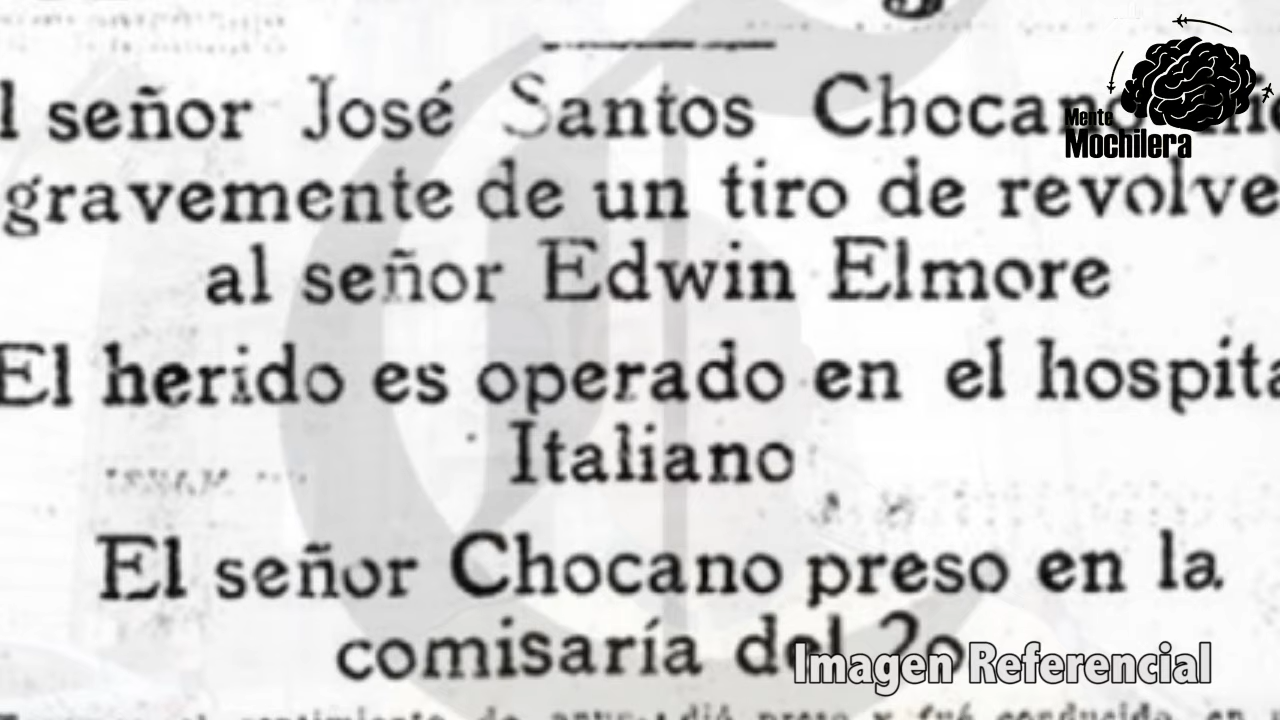 l señor José Santos Chocano
gravemente de un tiro de revolve
al señor Edwin Elmore
El herido es operado en el hospita
Italiano
El señor Chocano preso en la
comisaría del 2o
Mente
Mochilera
Imagen Referencial